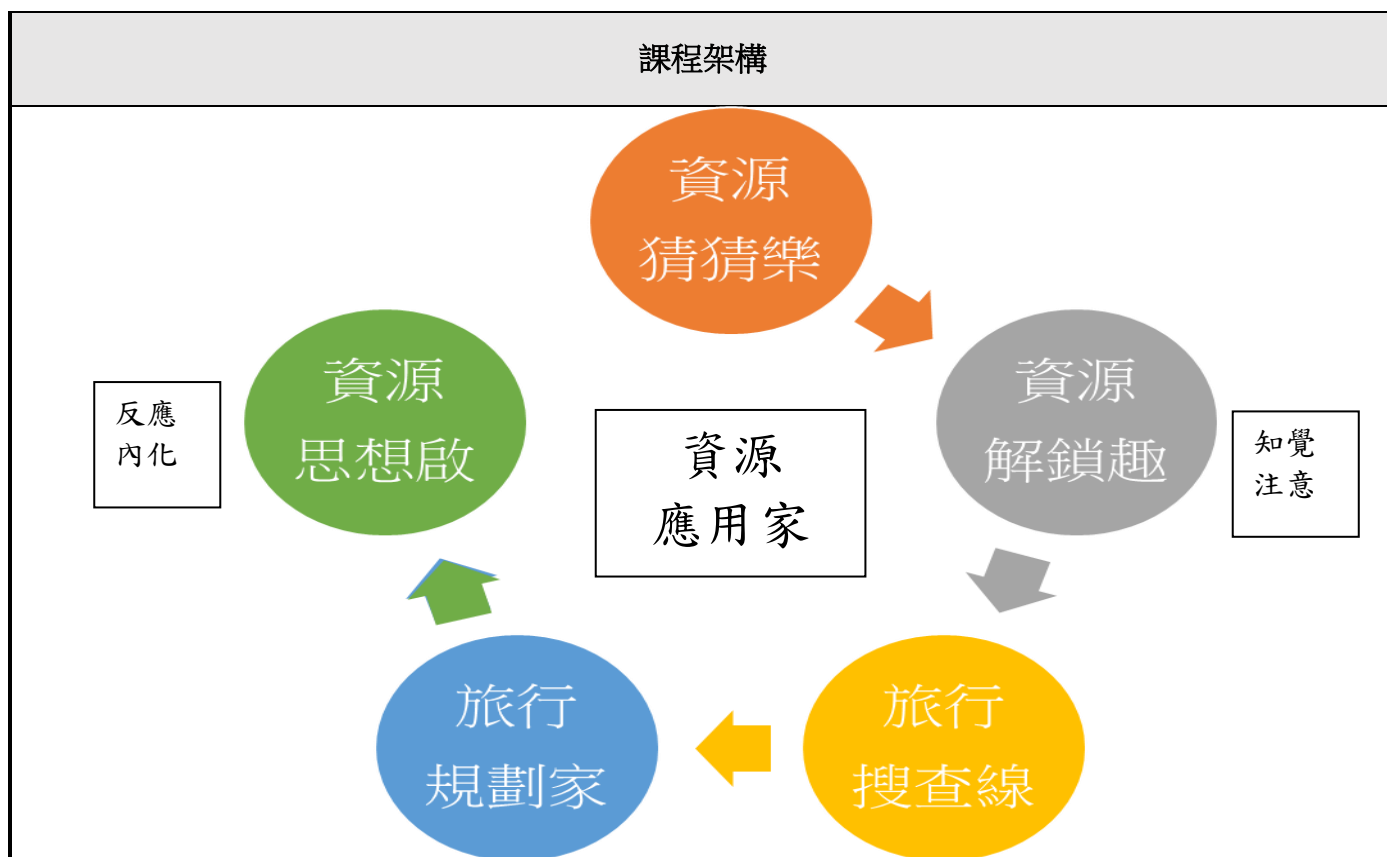 課程架構
資源
猜猜樂
資源
解鎖趣
知覺
注意
旅行
搜查線
旅行
規劃家
資源
思想啟
反應
內化
資源
應用家